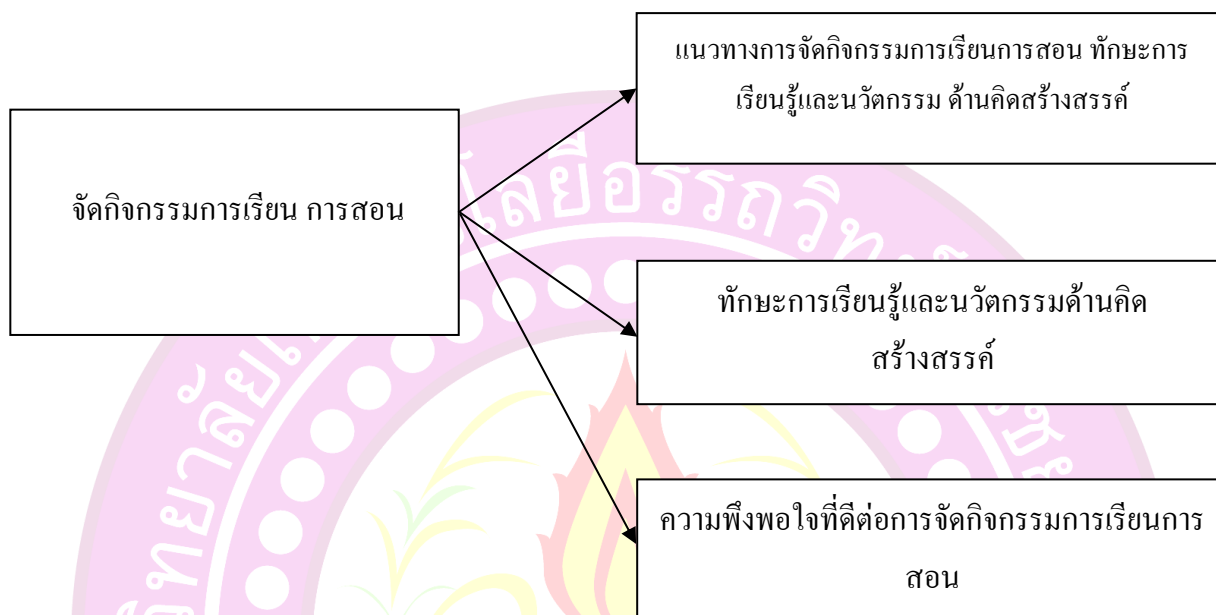 แนวทางการจัดกิจกรรมการเรียนการสอน ทักษะการ
เรียนรู้และนวัตกรรม ด้านคิดสร้างสรรค์
จัดกิจกรรมการเรียน การสอน
ทักษะการเรียนรู้และนวัตกรรมด้านคิด
สร้างสรรค์
ความพึงพอใจที่ดีต่อการจัดกิจกรรมการเรียนการ
สอน